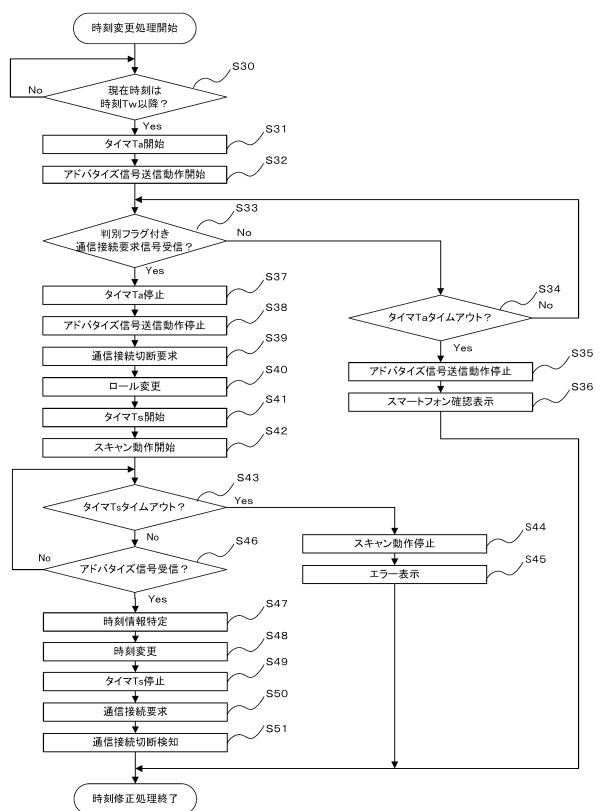 時刻変更処理開始
S30
現在時刻は
時刻Tw以降？
No
Yes
S31
タイマTa開始
S32
アドバタイズ信号送信動作開始
S33
判別フラグ付き
通信接続要求信号受信？
No
Yes
S34
タイマTaタイムアウト？
No
Yes
S35
アドバタイズ信号送信動作停止
S36
スマートフォン確認表示
S37
タイマTa停止
S38
アドバタイズ信号送信動作停止
S39
通信接続切断要求
S40
ロール変更
S41
タイマTs開始
S42
スキャン動作開始
S43
タイマTsタイムアウト？
Yes
No
S44
スキャン動作停止
S45
エラー表示
S46
アドバタイズ信号受信？
No
Yes
S47
時刻情報特定
S48
時刻変更
S49
タイマTs停止
S50
通信接続要求
S51
通信接続切断検知
時刻修正処理終了